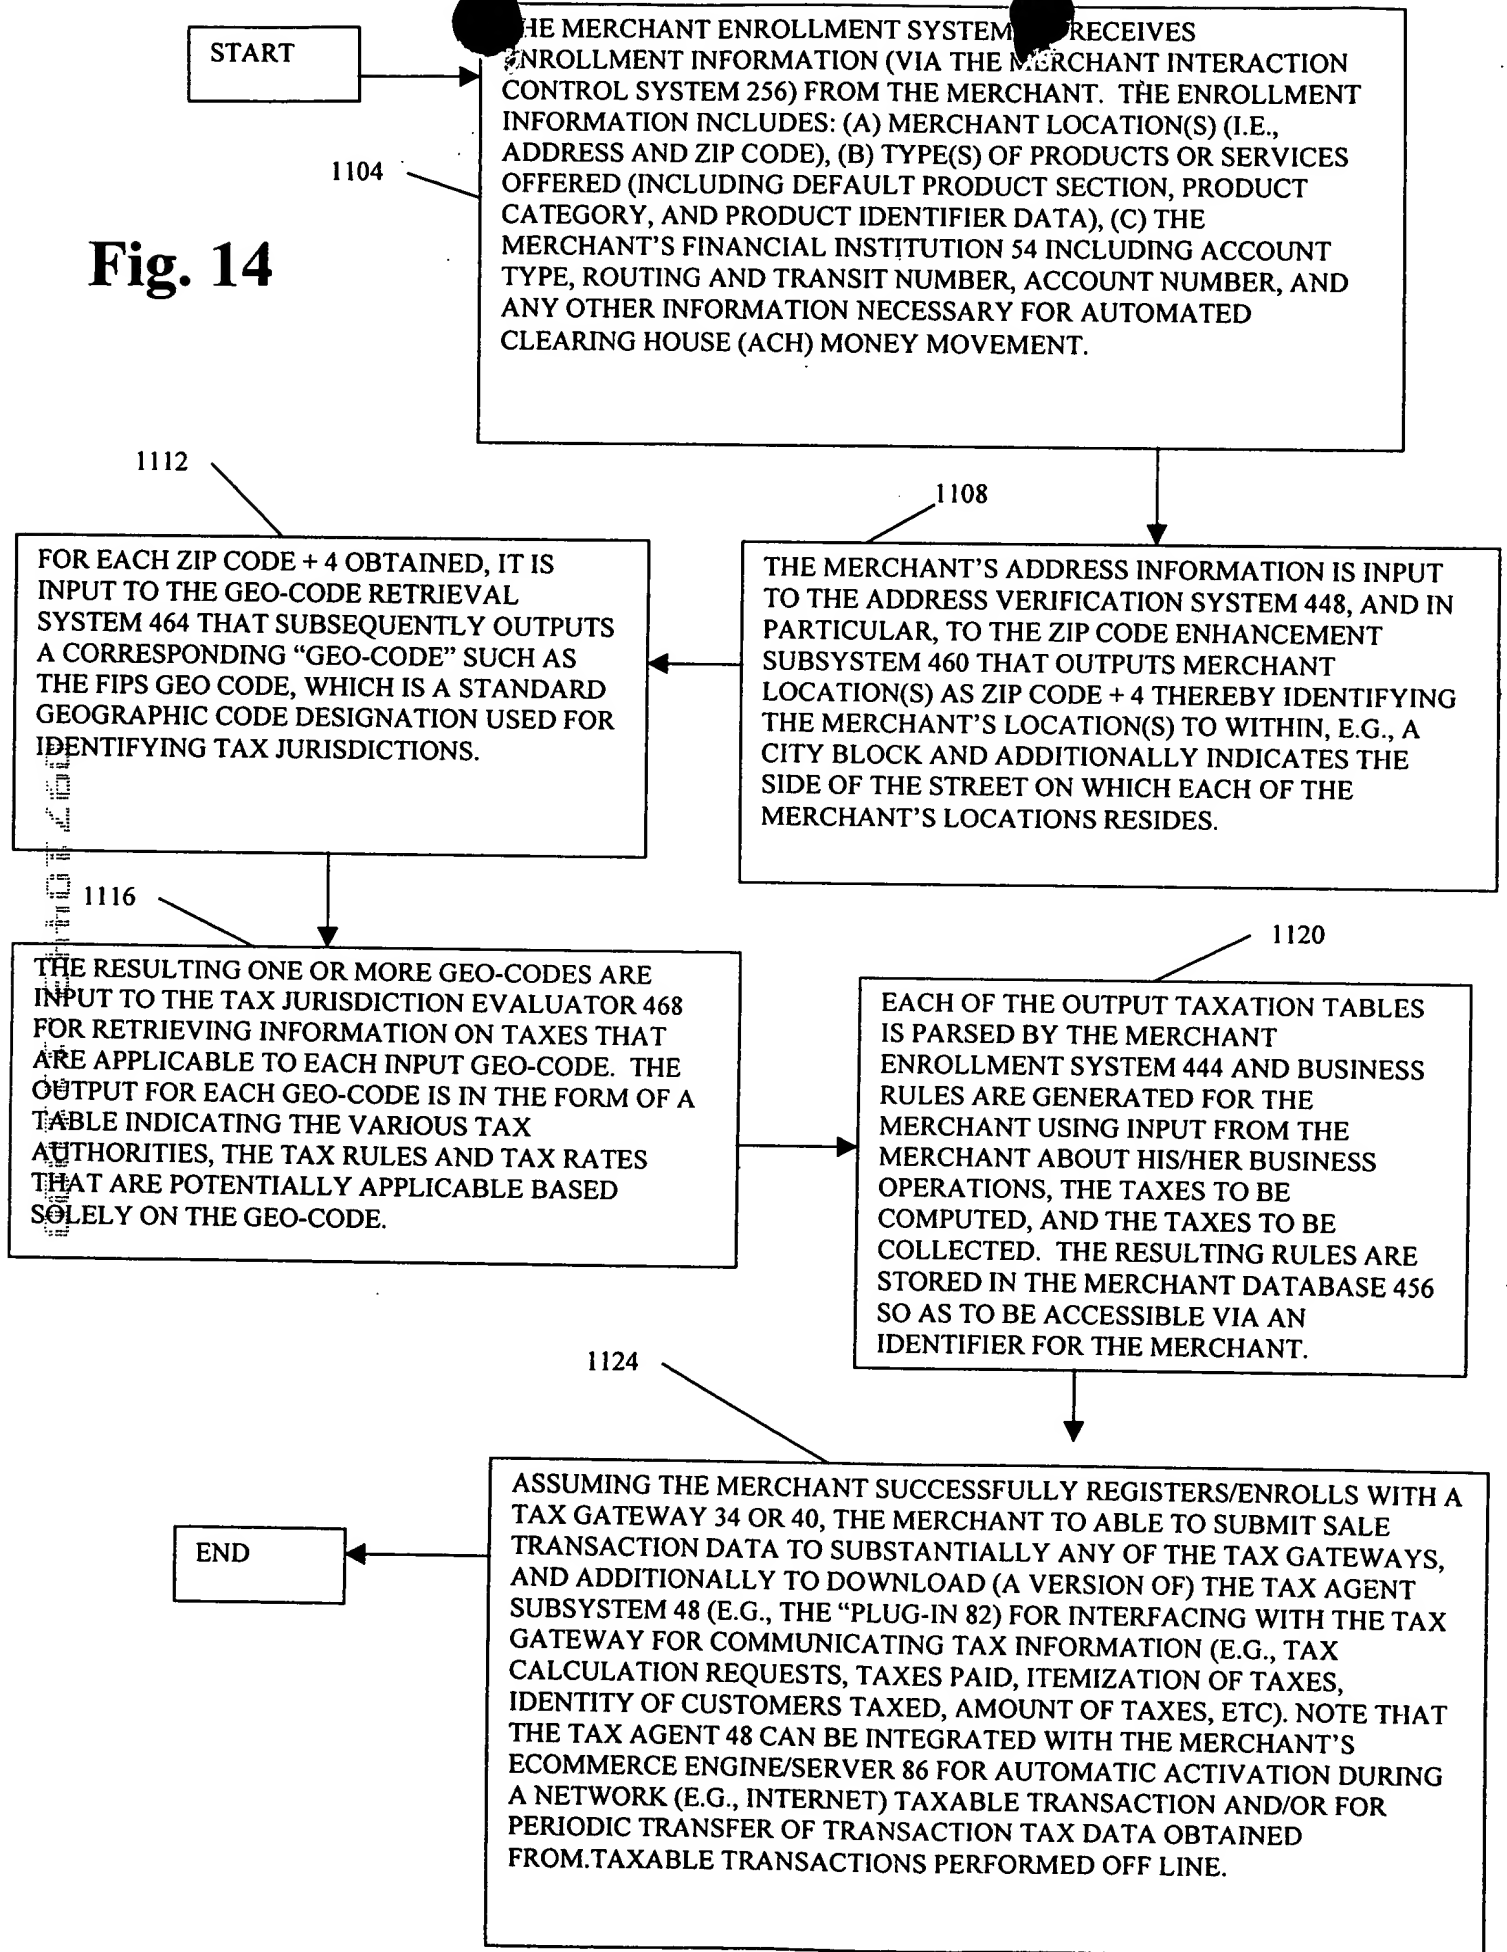 START
HE MERCHANT ENROLLMENT SYSTEM RECEIVES
ENROLLMENT INFORMATION (VIA THE MERCHANT INTERACTION
CONTROL SYSTEM 256) FROM THE MERCHANT. THE ENROLLMENT
INFORMATION INCLUDES: (A) MERCHANT LOCATION(S) (I.E.,
ADDRESS AND ZIP CODE), (B) TYPE(S) OF PRODUCTS OR SERVICES
OFFERED (INCLUDING DEFAULT PRODUCT SECTION, PRODUCT
CATEGORY, AND PRODUCT IDENTIFIER DATA), (C) THE
MERCHANT'S FINANCIAL INSTITUTION 54 INCLUDING ACCOUNT
TYPE, ROUTING AND TRANSIT NUMBER, ACCOUNT NUMBER, AND
ANY OTHER INFORMATION NECESSARY FOR AUTOMATED
CLEARING HOUSE (ACH) MONEY MOVEMENT.
1104
Fig. 14
1108
THE MERCHANT'S ADDRESS INFORMATION IS INPUT
TO THE ADDRESS VERIFICATION SYSTEM 448, AND IN
PARTICULAR, TO THE ZIP CODE ENHANCEMENT
SUBSYSTEM 460 THAT OUTPUTS MERCHANT
LOCATION(S) AS ZIP CODE + 4 THEREBY IDENTIFYING
THE MERCHANT'S LOCATION(S) TO WITHIN, E.G., A
CITY BLOCK AND ADDITIONALLY INDICATES THE
SIDE OF THE STREET ON WHICH EACH OF THE
MERCHANT'S LOCATIONS RESIDES.
1112
FOR EACH ZIP CODE + 4 OBTAINED, IT IS
INPUT TO THE GEO-CODE RETRIEVAL
SYSTEM 464 THAT SUBSEQUENTLY OUTPUTS
A CORRESPONDING “GEO-CODE” SUCH AS
THE FIPS GEO CODE, WHICH IS A STANDARD
GEOGRAPHIC CODE DESIGNATION USED FOR
IDENTIFYING TAX JURISDICTIONS.
1116
THE RESULTING ONE OR MORE GEO-CODES ARE
INPUT TO THE TAX JURISDICTION EVALUATOR 468
FOR RETRIEVING INFORMATION ON TAXES THAT
ARE APPLICABLE TO EACH INPUT GEO-CODE. THE
OUTPUT FOR EACH GEO-CODE IS IN THE FORM OF A
TABLE INDICATING THE VARIOUS TAX
AUTHORITIES, THE TAX RULES AND TAX RATES
THAT ARE POTENTIALLY APPLICABLE BASED
SOLELY ON THE GEO-CODE.
1120
EACH OF THE OUTPUT TAXATION TABLES
IS PARSED BY THE MERCHANT
ENROLLMENT SYSTEM 444 AND BUSINESS
RULES ARE GENERATED FOR THE
MERCHANT USING INPUT FROM THE
MERCHANT ABOUT HIS/HER BUSINESS
OPERATIONS, THE TAXES TO BE
COMPUTED, AND THE TAXES TO BE
COLLECTED. THE RESULTING RULES ARE
STORED IN THE MERCHANT DATABASE 456
SO AS TO BE ACCESSIBLE VIA AN
IDENTIFIER FOR THE MERCHANT.
1124
ASSUMING THE MERCHANT SUCCESSFULLY REGISTERS/ENROLLS WITH A
TAX GATEWAY 34 OR 40, THE MERCHANT TO ABLE TO SUBMIT SALE
TRANSACTION DATA TO SUBSTANTIALLY ANY OF THE TAX GATEWAYS,
AND ADDITIONALLY TO DOWNLOAD (A VERSION OF) THE TAX AGENT
SUBSYSTEM 48 (E.G., THE “PLUG-IN 82) FOR INTERFACING WITH THE TAX
GATEWAY FOR COMMUNICATING TAX INFORMATION (E.G., TAX
CALCULATION REQUESTS, TAXES PAID, ITEMIZATION OF TAXES,
IDENTITY OF CUSTOMERS TAXED, AMOUNT OF TAXES, ETC). NOTE THAT
THE TAX AGENT 48 CAN BE INTEGRATED WITH THE MERCHANT'S
ECOMMERCE ENGINE/SERVER 86 FOR AUTOMATIC ACTIVATION DURING
A NETWORK (E.G., INTERNET) TAXABLE TRANSACTION AND/OR FOR
PERIODIC TRANSFER OF TRANSACTION TAX DATA OBTAINED
FROM.TAXABLE TRANSACTIONS PERFORMED OFF LINE.
END